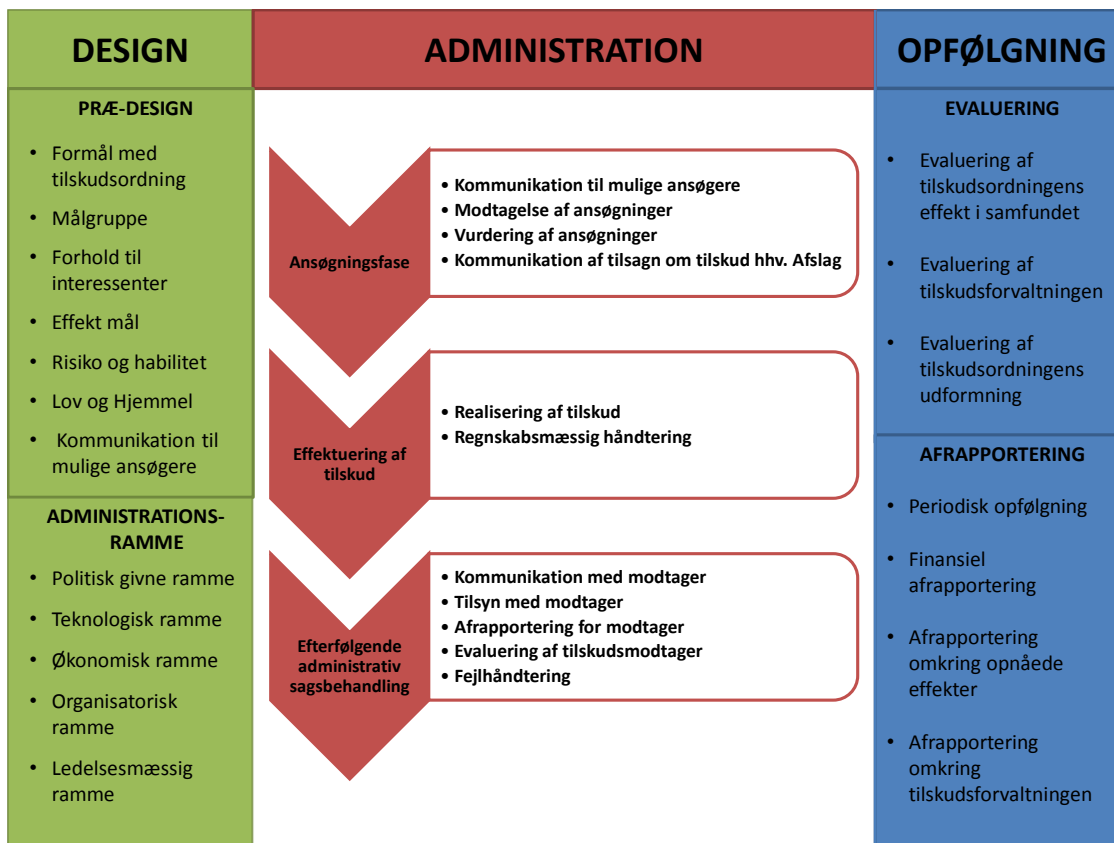 DESIGN
PRÆ-DESIGN
• Formål med
tilskudsordning
• Målgruppe
• Forhold til
interessenter
• Effekt mål
• Risiko og habilitet
• Lov og Hjemmel
• Kommunikation til
mulige ansøgere
ADMINISTRATIONS-
RAMME
• Politisk givne ramme
• Teknologisk ramme
• Økonomisk ramme
• Organisatorisk
ramme
• Ledelsesmæssig
ramme
ADMINISTRATION
Ansøgningsfase
• Kommunikation til mulige ansøgere
• Modtagelse af ansøgninger
• Vurdering af ansøgninger
• Kommunikation af tilsagn om tilskud hhv. Afslag
Effektuering af
tilskud
• Realisering af tilskud
• Regnskabsmæssig håndtering
Efterfølgende
administrativ
sagsbehandling
• Kommunikation med modtager
• Tilsyn med modtager
• Afrapportering for modtager
• Evaluering af tilskudsmodtager
• Fejlhåndtering
OPFØLGNING
EVALUERING
• Evaluering af
tilskudsordningens
effekt i samfundet
• Evaluering af
tilskudsforvaltningen
• Evaluering af
tilskudsordningens
udformning
AFRAPPORTERING
• Periodisk opfølgning
• Finansiel
afrapportering
• Afrapportering
omkring opnåede
effekter
• Afrapportering
omkring
tilskudsforvaltningen